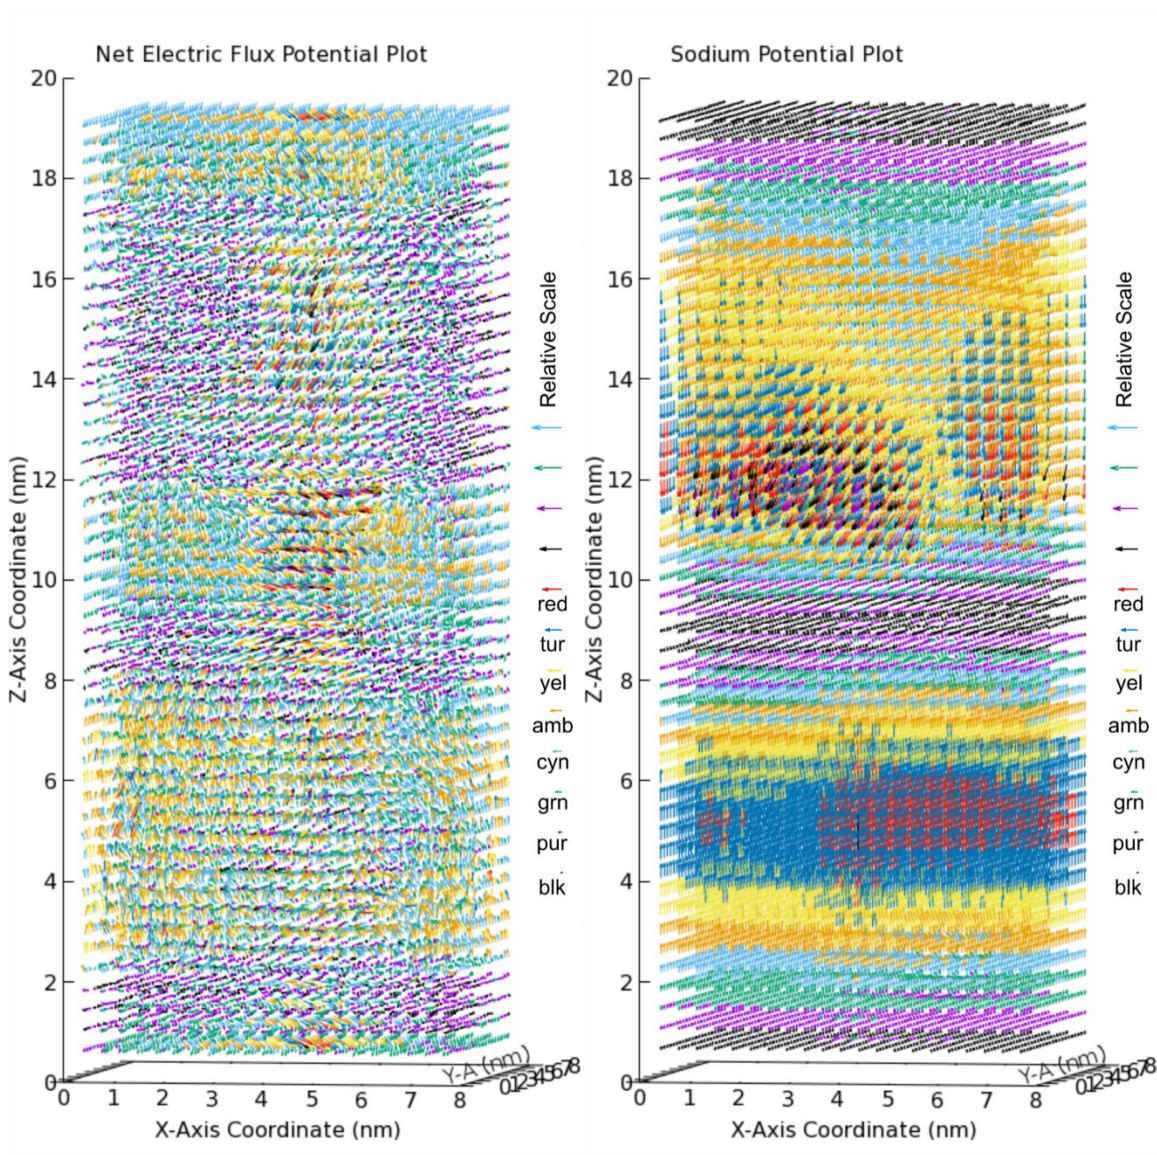 Net Electric Flux Potential Plot
20
18
16
14
12
10
8
6
4
2
0
Z-Axis Coordinate (nm)
0 1 2 3 4 5 6 7 8
X-Axis Coordinate (nm)
Y-A (nm)
012345678
Relative Scale
red
tur
yel
amb
cyn
grn
pur
blk
Sodium Potential Plot
20
18
16
14
12
10
8
6
4
2
0
Z-Axis Coordinate (nm)
0 1 2 3 4 5 6 7 8
X-Axis Coordinate (nm)
Y-A (nm)
012345678
Relative Scale
red
tur
yel
amb
cyn
grn
pur
blk